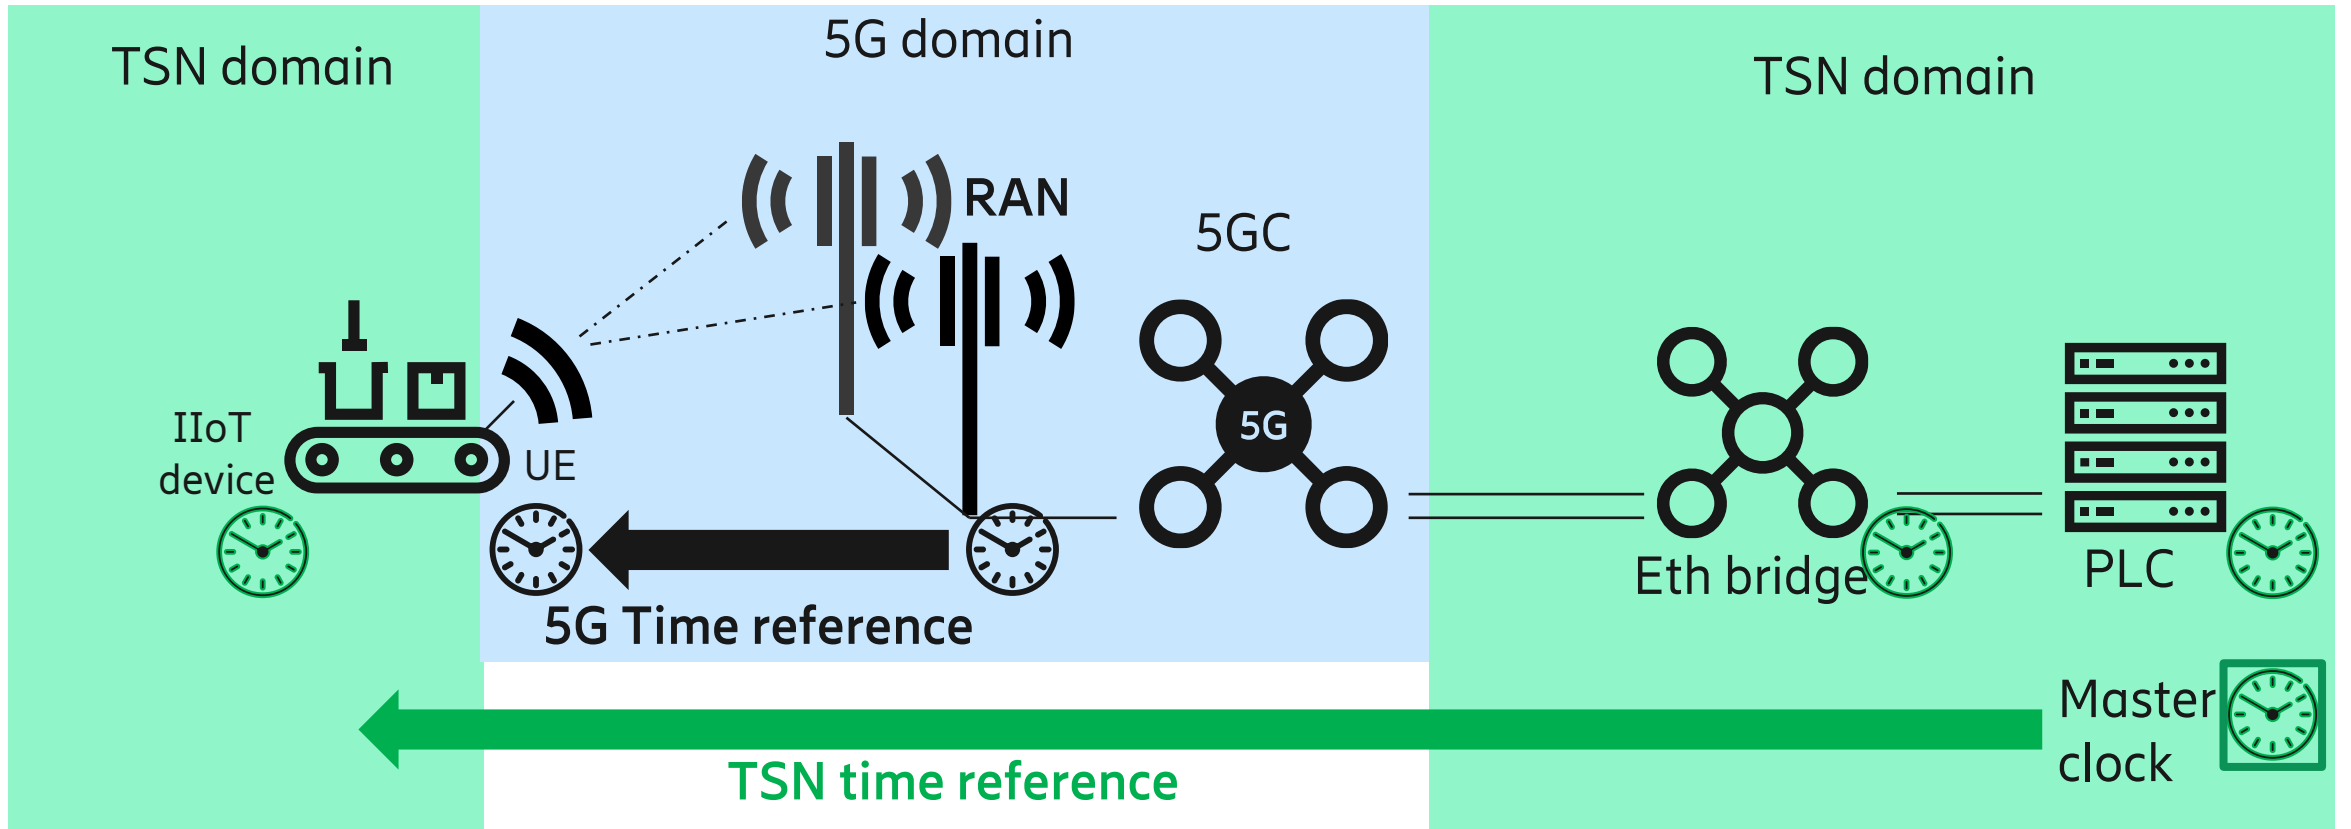 TSN domain
5G domain
TSN domain
RAN
5GC
5G
IIoT
device
UE
Eth bridge
PLC
5G Time reference
Master
clock
TSN time reference